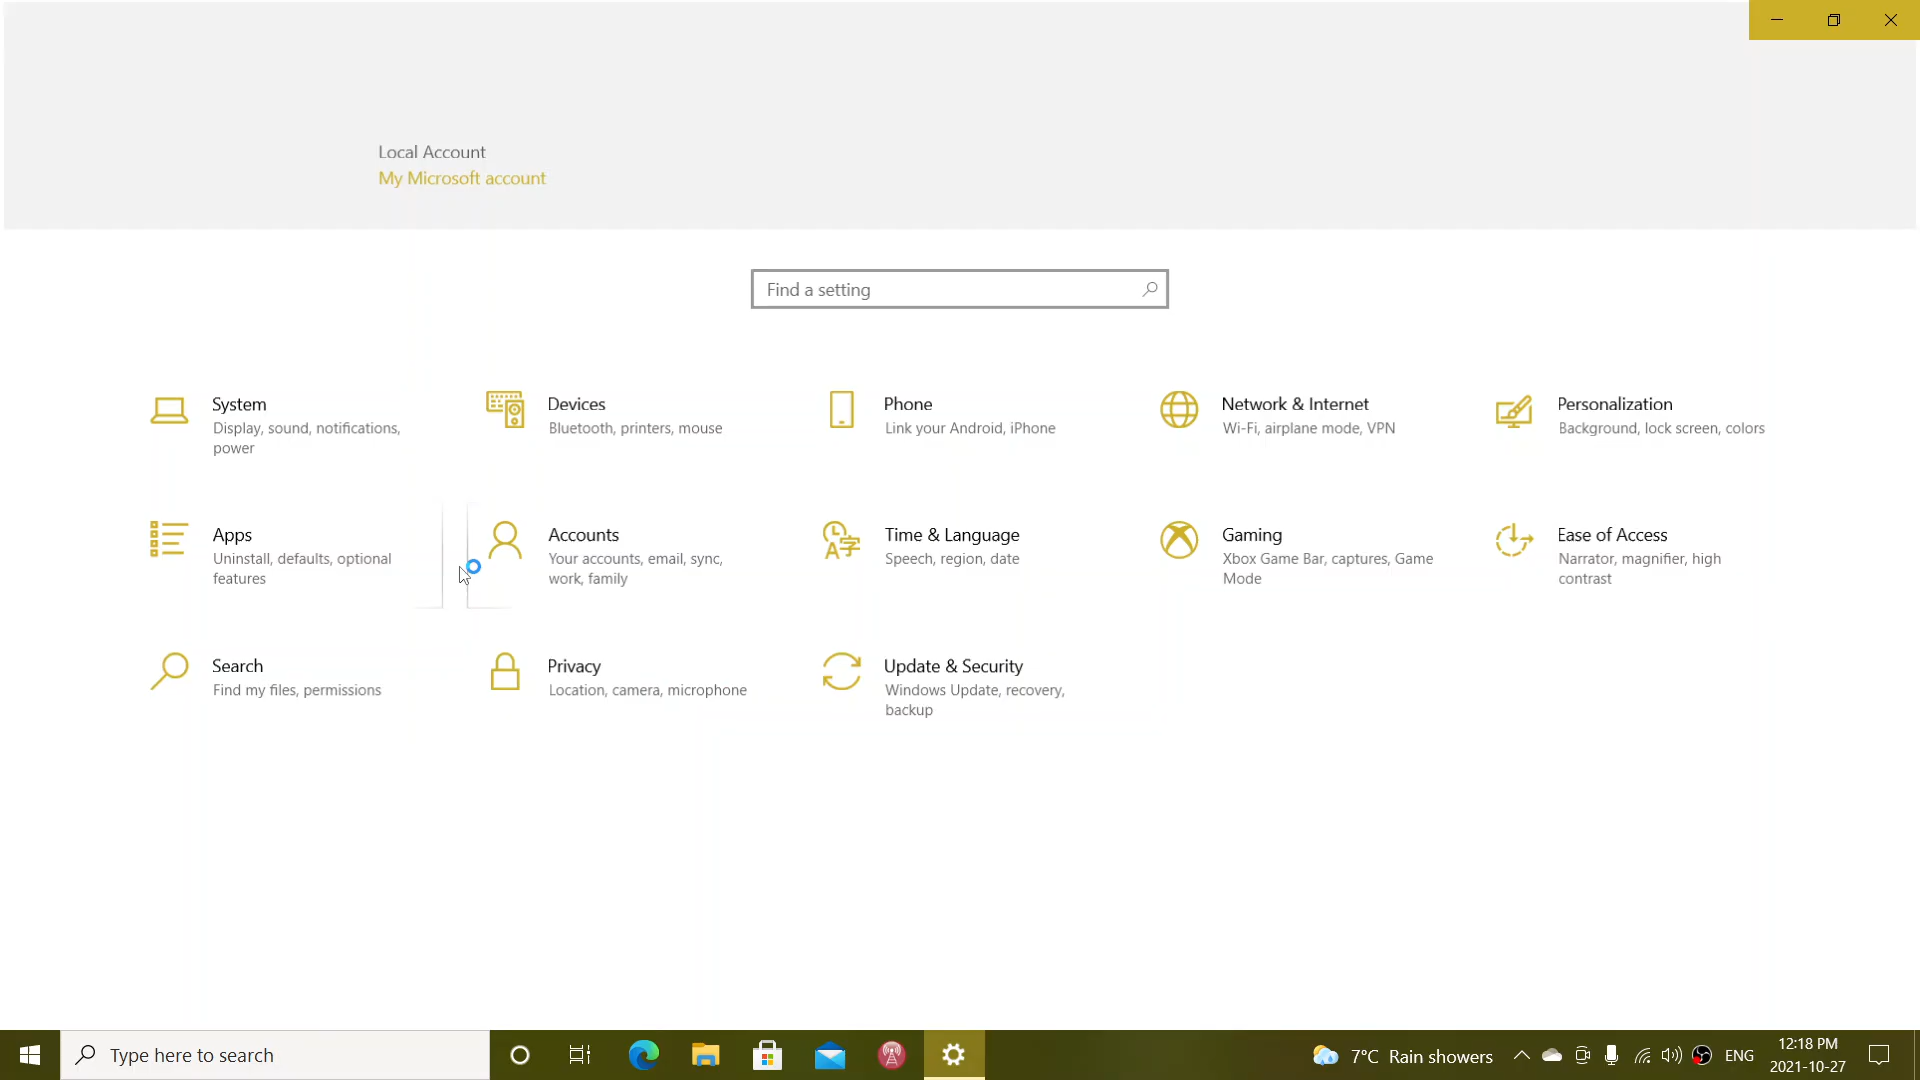 Local Account
My Microsoft account
Find a setting
System
Display, sound, notifications,
power
Devices
Bluetooth, printers, mouse
Phone
Link your Android, iPhone
Network & Internet
Wi-Fi, airplane mode, VPN
Personalization
Background, lock screen, colors
Apps
Uninstall, defaults, optional
features
Accounts
Your accounts, email, sync,
work, family
Time & Language
Speech, region, date
Gaming
Xbox Game Bar, captures, Game
Mode
Ease of Access
Narrator, magnifier, high
contrast
Search
Find my files, permissions
Privacy
Location, camera, microphone
Update & Security
Windows Update, recovery,
backup
Type here to search
7°C Rain showers
ENG
12:18 PM
2021-10-27